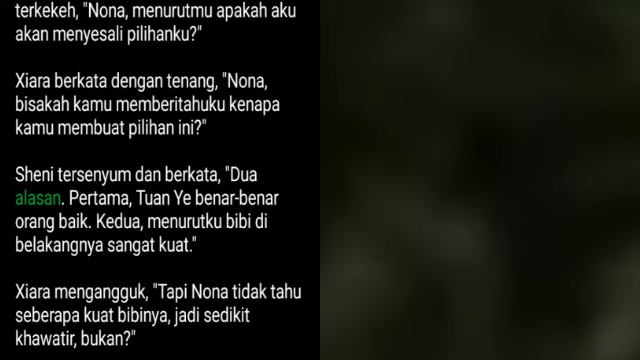 terkekeh, "Nona, menurutmu apakah aku
akan menyesali pilihanku?"
Xiara berkata dengan tenang, "Nona,
bisakah kamu memberitahuku kenapa
kamu membuat pilihan ini?"
Sheni tersenyum dan berkata, "Dua
alasan. Pertama, Tuan Ye benar-benar
orang baik. Kedua, menurutku bibi di
belakangnya sangat kuat."
Xiara mengangguk, "Tapi Nona tidak tahu
seberapa kuat bibinya, jadi sedikit
khawatir, bukan?"